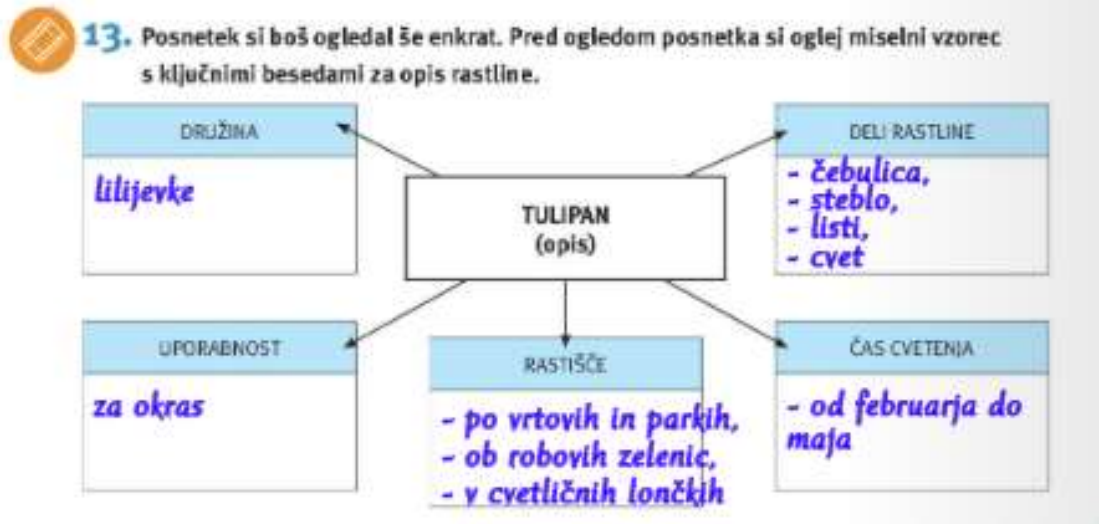 13. Posnetek si boš ogledal še enkrat. Pred ogledom posnetka si oglej miselni vzorec
s ključnimi besedami za opis rastline.
DRUŽINA
lilijevke
DELI RASTLINE
- čebulica,
- steblo,
- listi,
- cvet
TULIPAN
(opis)
UPORABNOST
za okras
RASTIŠČE
- po vrtovih in parkih,
- ob robovih zelenic,
- v cvetličnih lončkih
ČAS CVETENJA
- od februarja do
maja